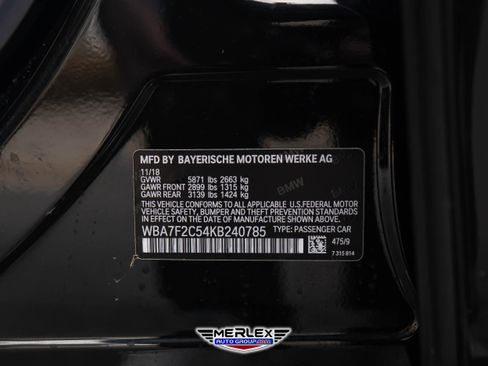 MFD BY BAYERISCHE MOTOREN WERKE AG
11/18
GVWR 5871 lbs 2663 kg
GAWR FRONT 2899 lbs 1315 kg
GAWR REAR 3139 lbs 1424 kg
THIS VEHICLE CONFORMS TO ALL APPLICABLE U.S.FEDERAL MOTOR
VEHICLE SAFETY, BUMPER, AND THEFT PREVENTION
STANDARDS IN EFFECT ON THE DATE OF MANUFACTURE SHOWN ABOVE.
WBA7F2C54KB240785 TYPE: PASSENGER CAR
475/9
7 315 814
BMW
MERLEX
AUTO GROUP.com